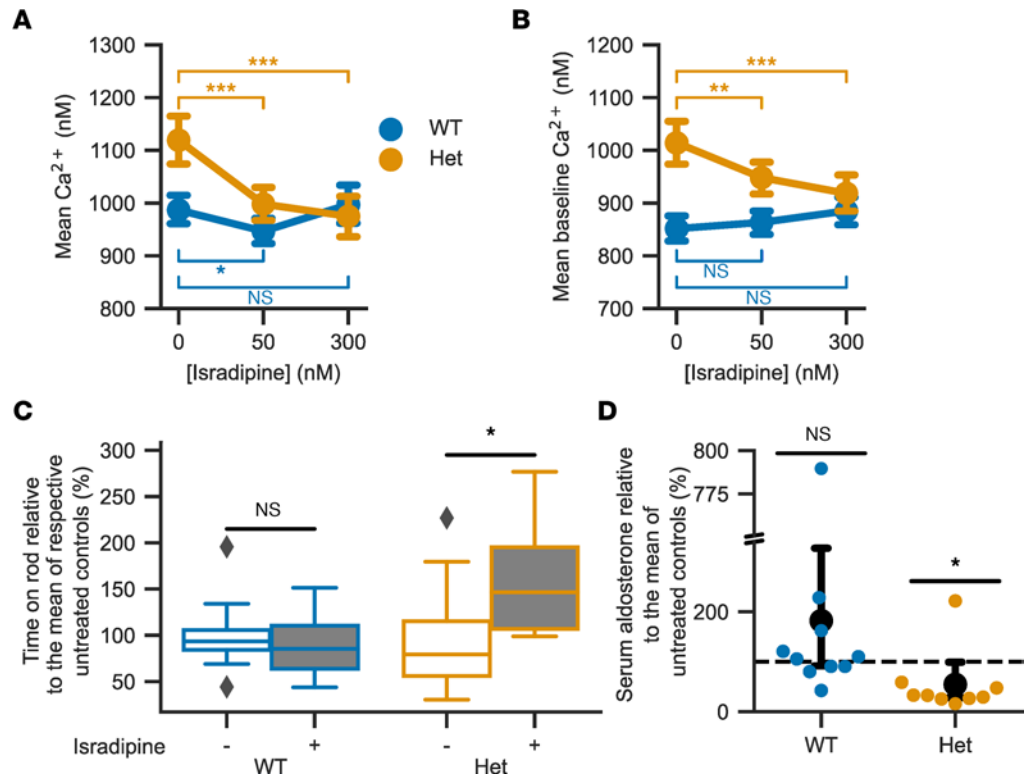 A
Mean Ca2+ (nM)
1300
1200
1100
1000
900
800
***
***
*
NS
0 50 300
[Isradipine] (nM)
WT
Het
B
Mean baseline Ca2+ (nM)
1200
1100
1000
900
800
700
***
**
NS
NS
0 50 300
[Isradipine] (nM)
C
Time on rod relative
to the mean of respective
untreated controls (%)
300
250
200
150
100
50
NS
*
Isradipine - + - +
WT Het
D
Serum aldosterone relative
to the mean of
untreated controls (%)
800
775
200
0
NS
*
WT Het